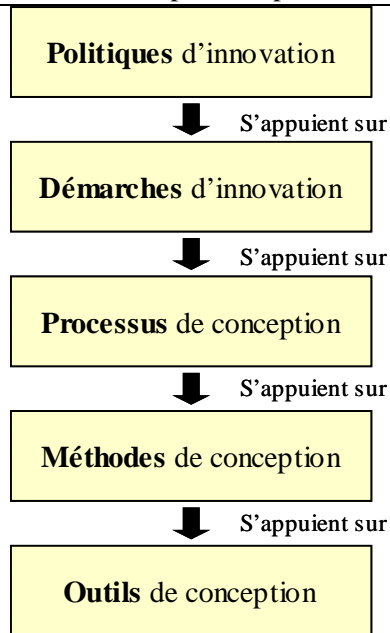 Politiques d'innovation
S'appuient sur
Démarches d'innovation
S'appuient sur
Processus de conception
S'appuient sur
Méthodes de conception
S'appuient sur
Outils de conception